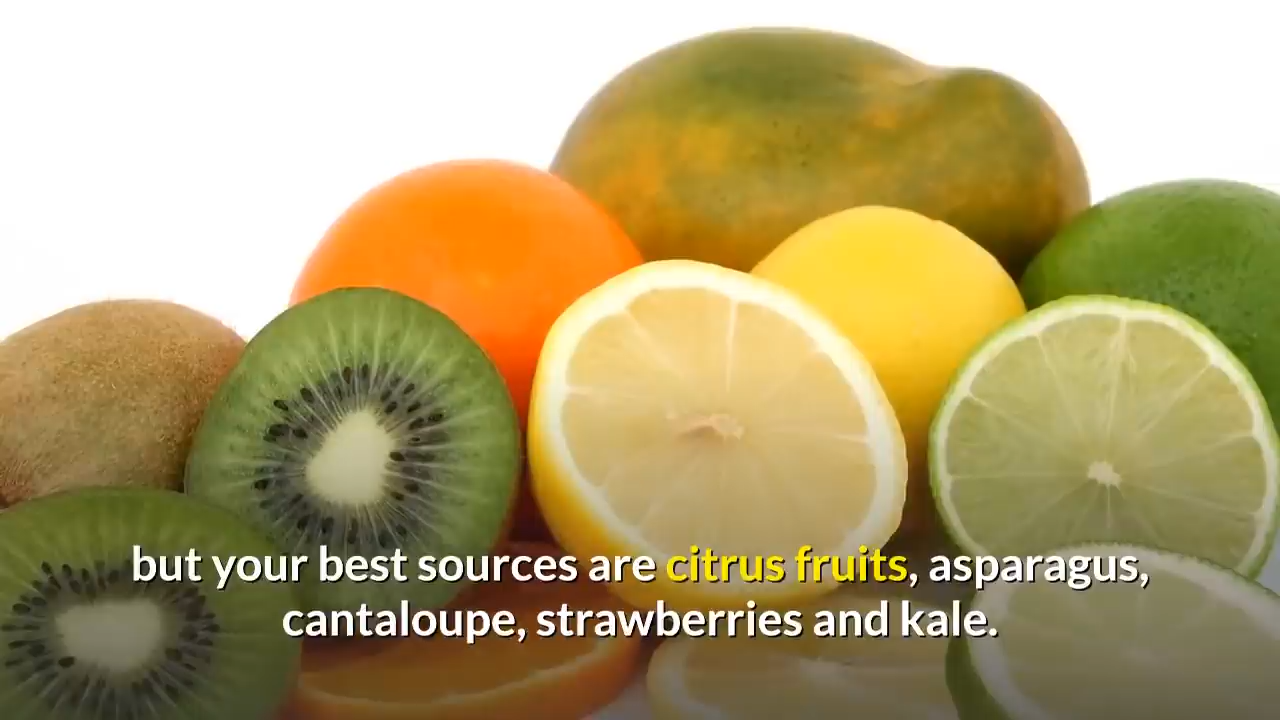 but your best sources are citrus fruits, asparagus,
cantaloupe, strawberries and kale.